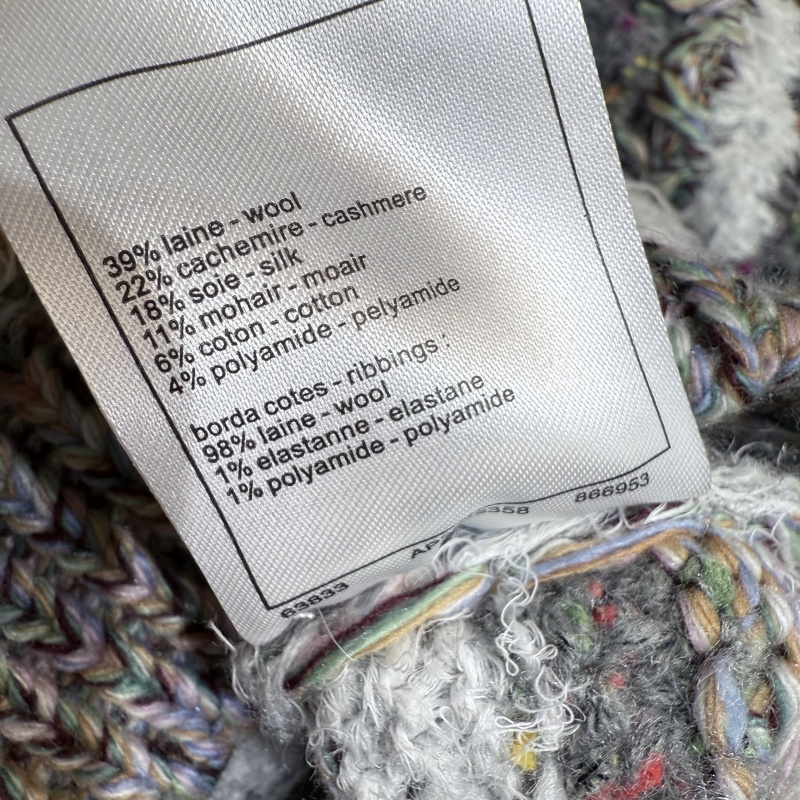 39% laine - wool
22% cachemire - cashmere
18% soie - silk
11% mohair - moair
6% coton - cotton
4% polyamide - pelyamide
borda cotes - ribbings :
98% laine - wool
1% elastanne - elastane
1% polyamide - polyamide
63833 866953